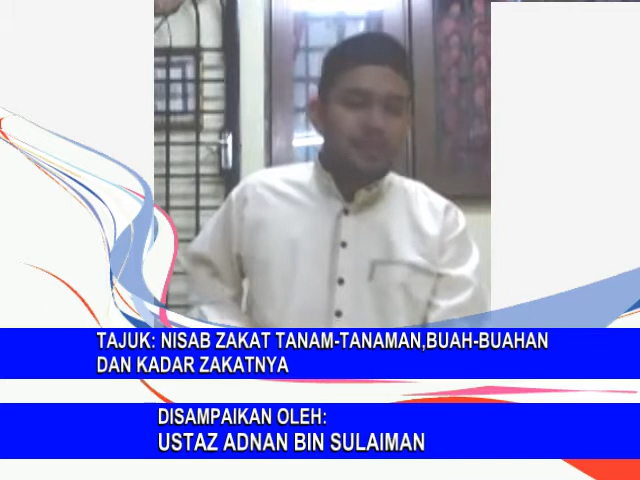 TAJUK: NISAB ZAKAT TANAM-TANAMAN,BUAH-BUAHAN
DAN KADAR ZAKATNYA
DISAMPAIKAN OLEH:
USTAZ ADNAN BIN SULAIMAN